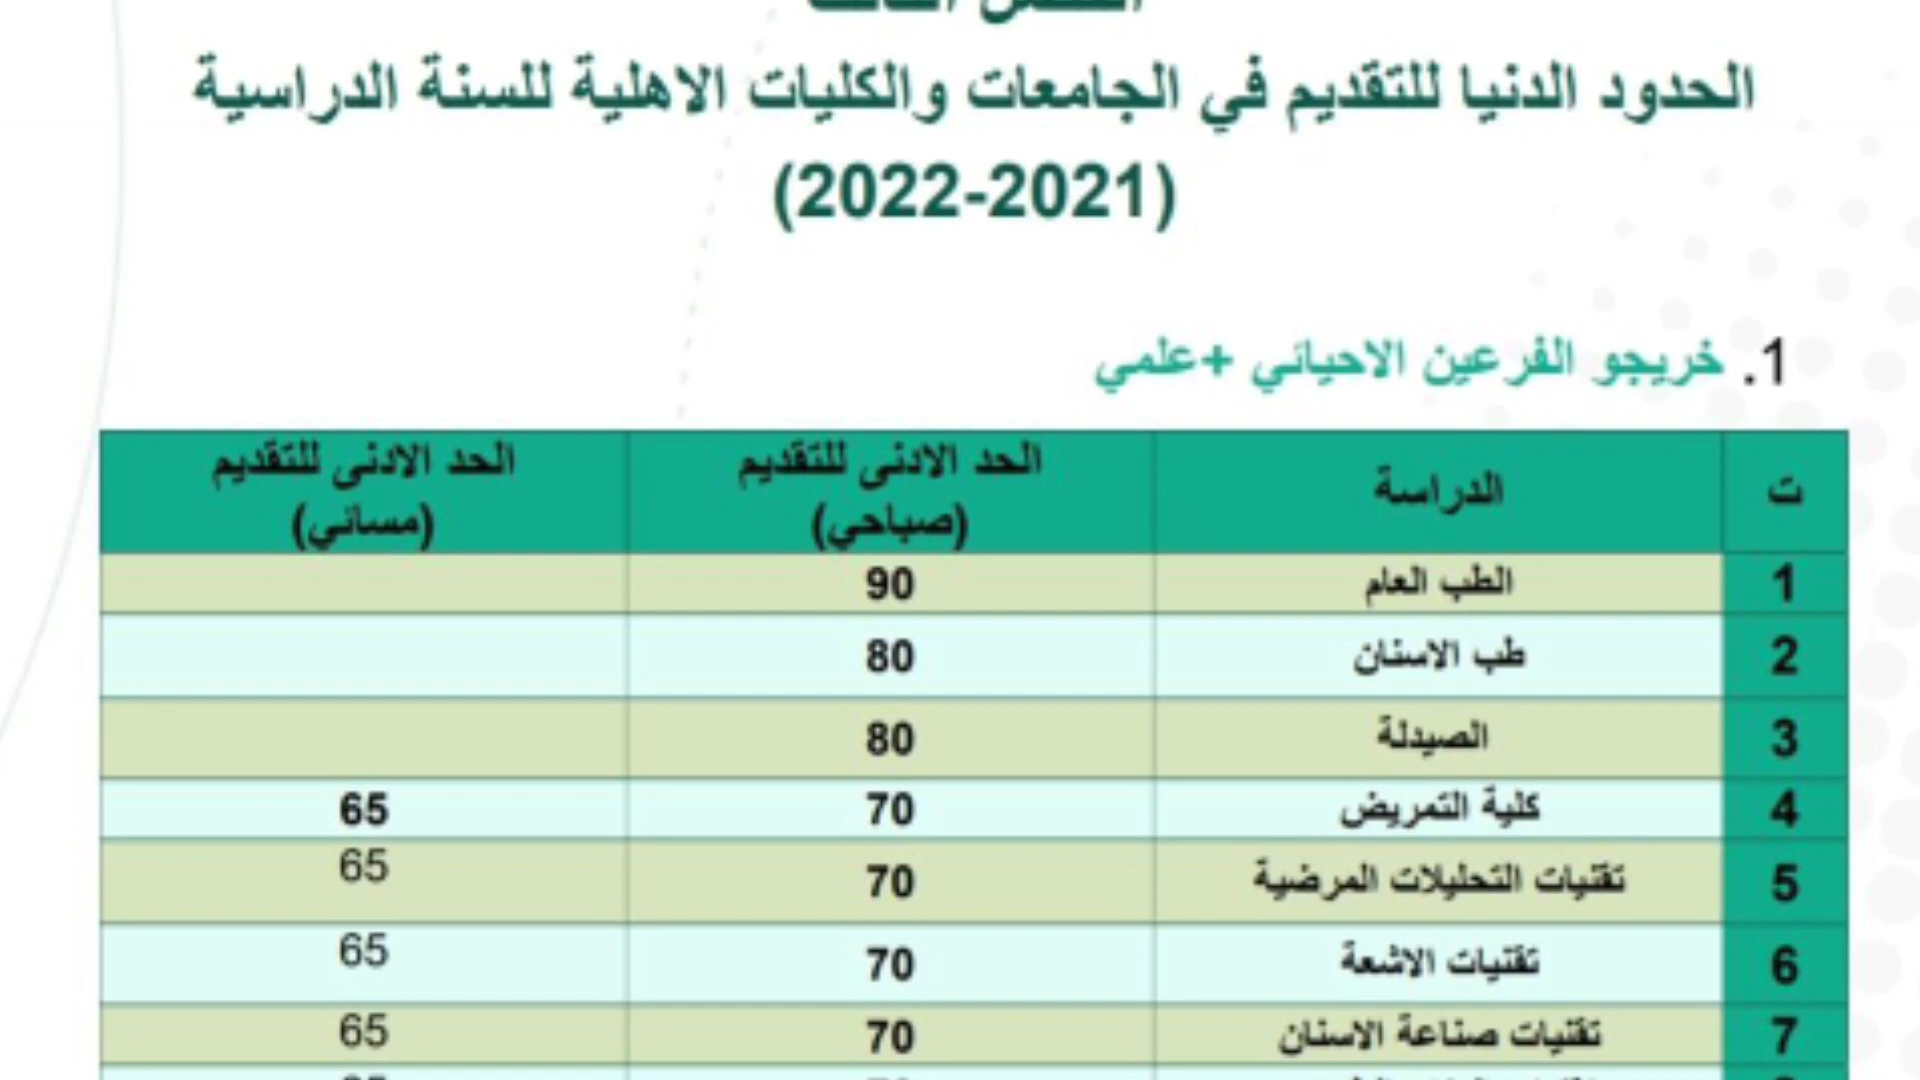 الحدود الدنيا للتقديم في الجامعات والكليات الاهلية للسنة الدراسية
(2022-2021)
1. خريجو الفرعين الاحيائي +علمي
ت الدراسة الحد الادنى للتقديم (صباحي) الحد الادنى للتقديم (مسائي)
1 الطب العام 90
2 طب الاسنان 80
3 الصيدلة 80
4 كلية التمريض 70 65
5 تقنيات التحليلات المرضية 70 65
6 تقنيات الاشعة 70 65
7 تقنيات صناعة الاسنان 70 65